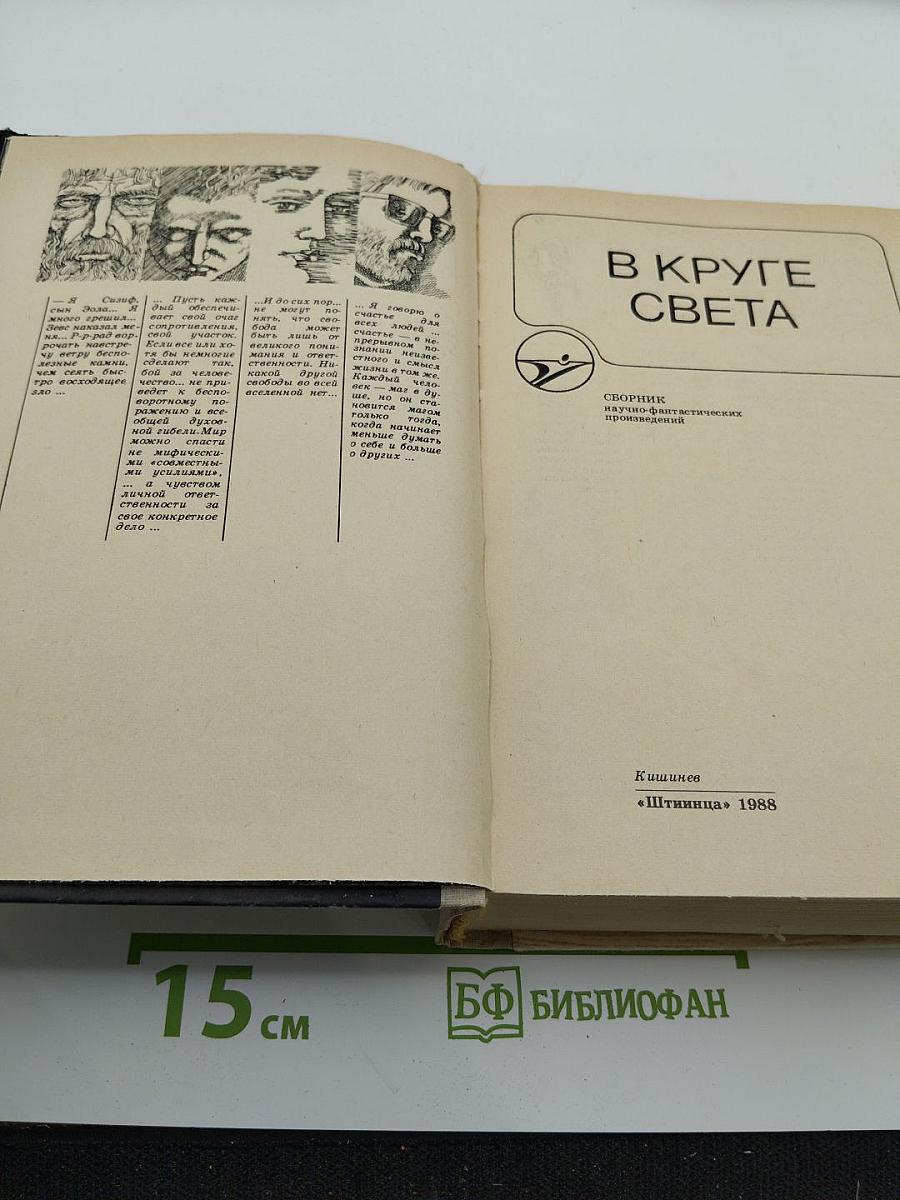 — Я Сизиф,
сын Эола... Я
много грешил...
Зевс наказал ме-
ня... Р-р-рад вор-
рочать навстре-
чу ветру беспо-
лезные камни,
чем сеять быс-
тро восходящее
зло ...
... Пусть каж-
дый обеспечи-
вает свой очаг
сопротивления,
свой участок.
Если все или хо-
тя бы немногие
сделают так,
бой за челове-
чество... не при-
ведет к беспо-
воротному по-
ражению и все-
общей духов-
ной гибели. Мир
можно спасти
не мифически-
ми «совместны-
ми усилиями»,
... а чувством
личной ответ-
ственности за
свое конкретное
дело ...
...И до сих пор...
не могут по-
нять, что сво-
бода может
быть лишь от
великого пони-
мания и ответ-
ственности. Ни-
какой другой
свободы во всей
вселенной нет...
... Я говорю о
счастье для
всех людей ...
счастье — в не-
прерывном по-
знании неизве-
стного и смысл
жизни в том же.
Каждый чело-
век — маг в ду-
ше, но он ста-
новится магом
только тогда,
когда начинает
меньше думать
о себе и больше
о других ...
В КРУГЕ
СВЕТА
СБОРНИК
научно-фантастических
произведений
Кишинев
«Штиинца» 1988
15 см
БФ БИБЛИОФАН